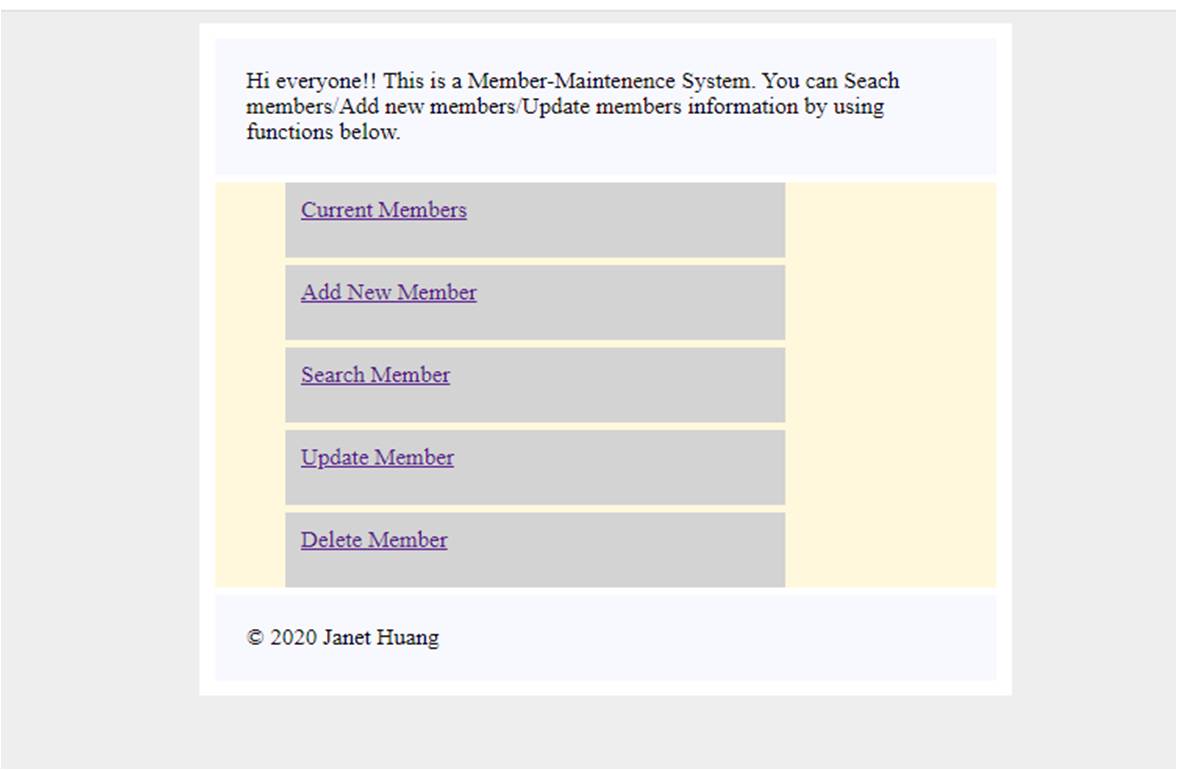 Hi everyone!! This is a Member-Maintenence System. You can Seach
members/Add new members/Update members information by using
functions below.
Current Members
Add New Member
Search Member
Update Member
Delete Member
© 2020 Janet Huang